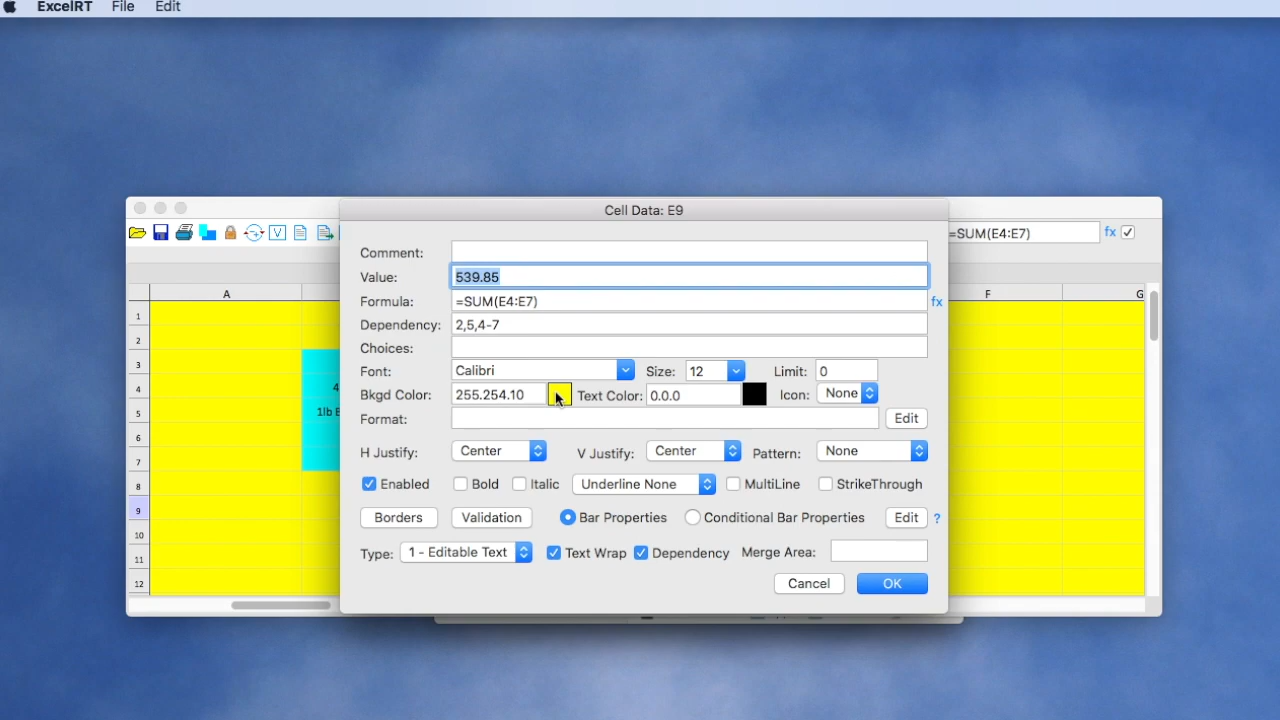 ExcelRT File Edit
Cell Data: E9
=SUM(E4:E7) fx
Comment:
Value: 539.85
Formula: =SUM(E4:E7) fx
Dependency: 2,5,4-7
Choices:
Font: Calibri Size: 12 Limit: 0
Bkgd Color: 255.254.10 Text Color: 0.0.0 Icon: None
Format: Edit
H Justify: Center V Justify: Center Pattern: None
Enabled Bold Italic Underline None MultiLine StrikeThrough
Borders Validation Bar Properties Conditional Bar Properties Edit ?
Type: 1 - Editable Text Text Wrap Dependency Merge Area:
Cancel OK
A F G
1
2
3
4 4
5 1lb
6
7
8
9
10
11
12